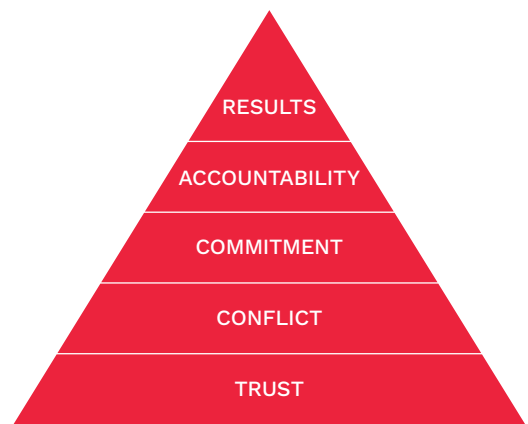 RESULTS
ACCOUNTABILITY
COMMITMENT
CONFLICT
TRUST